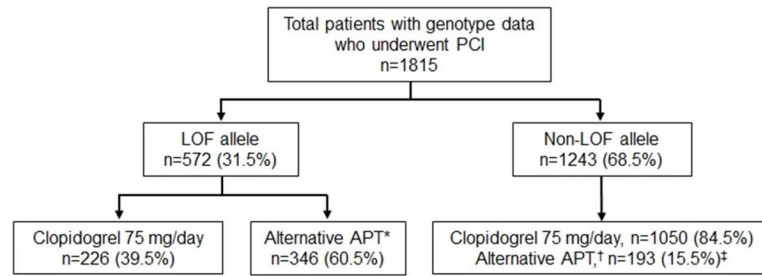 Total patients with genotype data
who underwent PCI
n=1815
LOF allele
n=572 (31.5%)
Non-LOF allele
n=1243 (68.5%)
Clopidogrel 75 mg/day
n=226 (39.5%)
Alternative APT*
n=346 (60.5%)
Clopidogrel 75 mg/day, n=1050 (84.5%)
Alternative APT,† n=193 (15.5%)‡